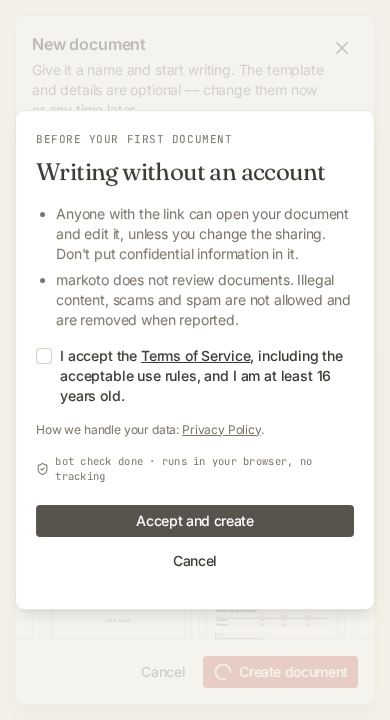 New document
Give it a name and start writing. The template
and details are optional — change them now
or any time later.
BEFORE YOUR FIRST DOCUMENT
Writing without an account
• Anyone with the link can open your document
and edit it, unless you change the sharing.
Don't put confidential information in it.
• markoto does not review documents. Illegal
content, scams and spam are not allowed and
are removed when reported.
I accept the Terms of Service, including the
acceptable use rules, and I am at least 16
years old.
How we handle your data: Privacy Policy.
bot check done · runs in your browser, no
tracking
Accept and create
Cancel
Cancel
Create document